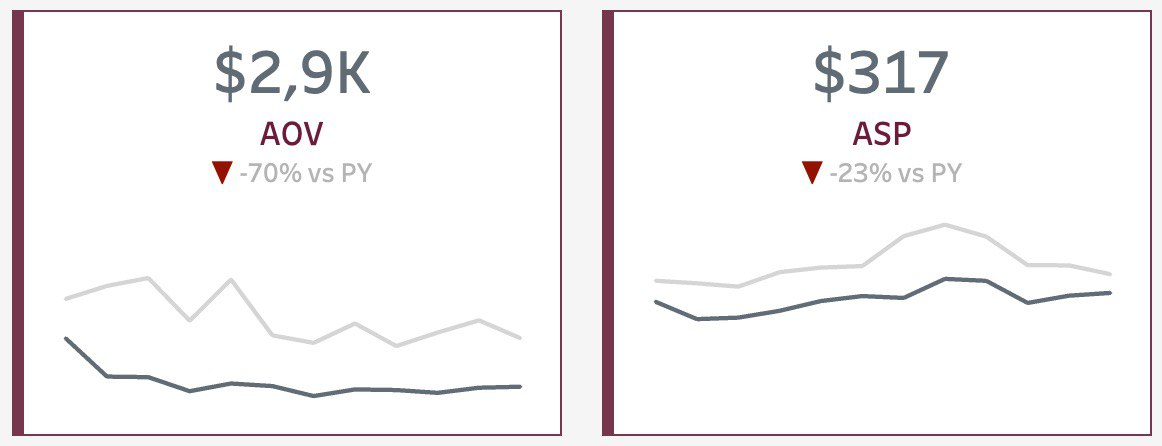 $2,9K
AOV
▼ -70% vs PY
$317
ASP
▼ -23% vs PY